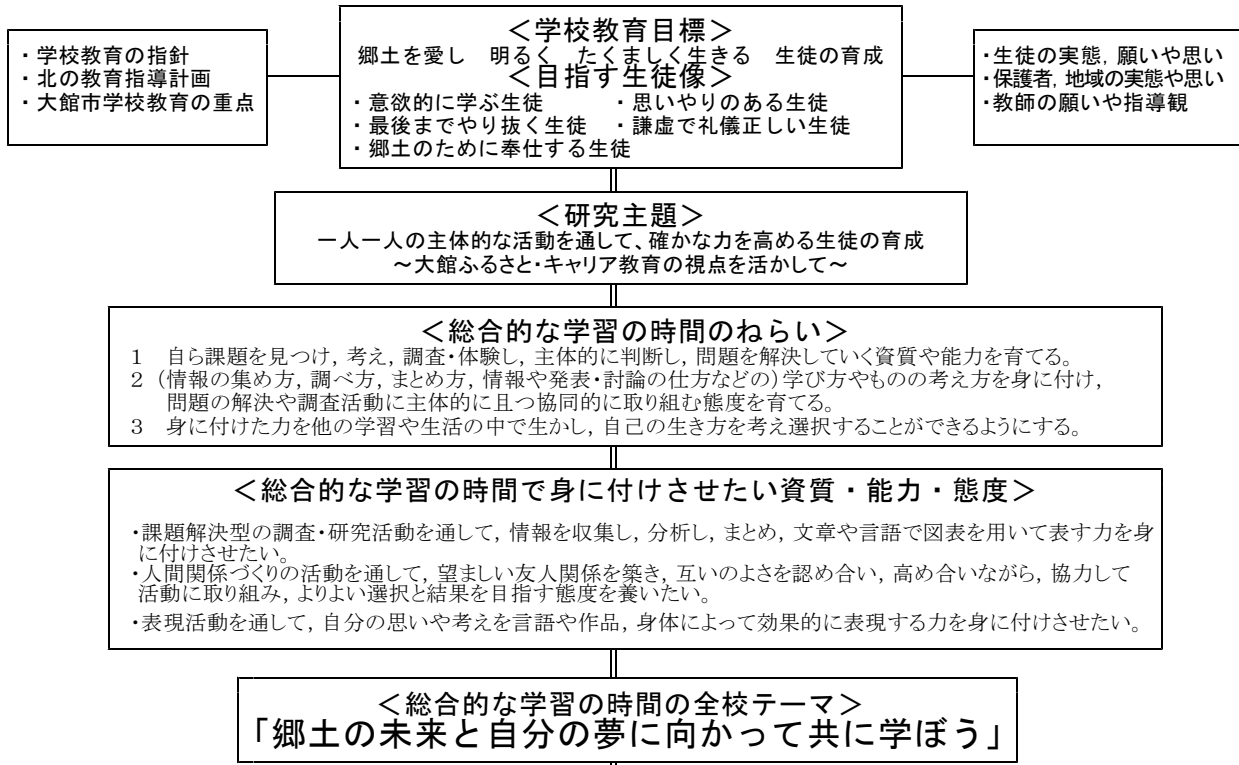 ・学校教育の指針
・北の教育指導計画
・大館市学校教育の重点
＜学校教育目標＞
郷土を愛し　明るく　たくましく生きる　生徒の育成
＜目指す生徒像＞
・意欲的に学ぶ生徒　・思いやりのある生徒
・最後までやり抜く生徒　・謙虚で礼儀正しい生徒
・郷土のために奉仕する生徒
・生徒の実態，願いや思い
・保護者，地域の実態や思い
・教師の願いや指導観
＜研究主題＞
一人一人の主体的な活動を通して、確かな力を高める生徒の育成
～大館ふるさと・キャリア教育の視点を活かして～
＜総合的な学習の時間のねらい＞
1　自ら課題を見つけ，考え，調査・体験し，主体的に判断し，問題を解決していく資質や能力を育てる。
2　（情報の集め方，調べ方，まとめ方，情報や発表・討論の仕方などの）学び方やものの考え方を身に付け，
問題の解決や調査活動に主体的に且つ協同的に取り組む態度を育てる。
3　身に付けた力を他の学習や生活の中で生かし，自己の生き方を考え選択することができるようにする。
＜総合的な学習の時間で身に付けさせたい資質・能力・態度＞
・課題解決型の調査・研究活動を通して，情報を収集し，分析し，まとめ，文章や言語で図表を用いて表す力を身
に付けさせたい。
・人間関係づくりの活動を通して，望ましい友人関係を築き，互いのよさを認め合い，高め合いながら，協力して
活動に取り組み，よりよい選択と結果を目指す態度を養いたい。
・表現活動を通して，自分の思いや考えを言語や作品，身体によって効果的に表現する力を身に付けさせたい。
＜総合的な学習の時間の全校テーマ＞
「郷土の未来と自分の夢に向かって共に学ぼう」